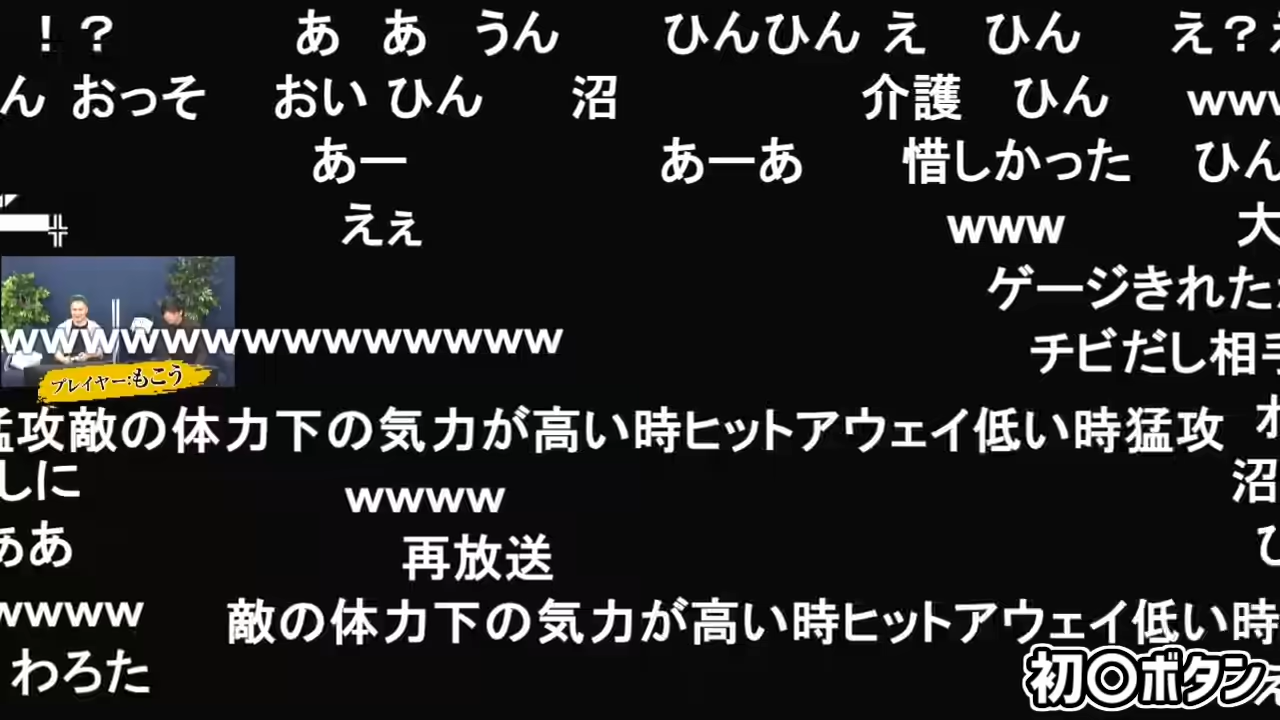 ！？ ああ うん ひんひん え ひん え？
ん おっそ おい ひん 沼 介護 ひん www
あー あーあ 惜しかった ひん
えぇ www 大
ゲージきれた
wwwwwwwwwwwwww チビだし相手
プレイヤー:もこう
猛攻敵の体力下の気力が高い時ヒットアウェイ低い時猛攻
しに 沼
wwww
ああ ひ
再放送
wwww 敵の体力下の気力が高い時ヒットアウェイ低い時
わろた
初〇ボタン